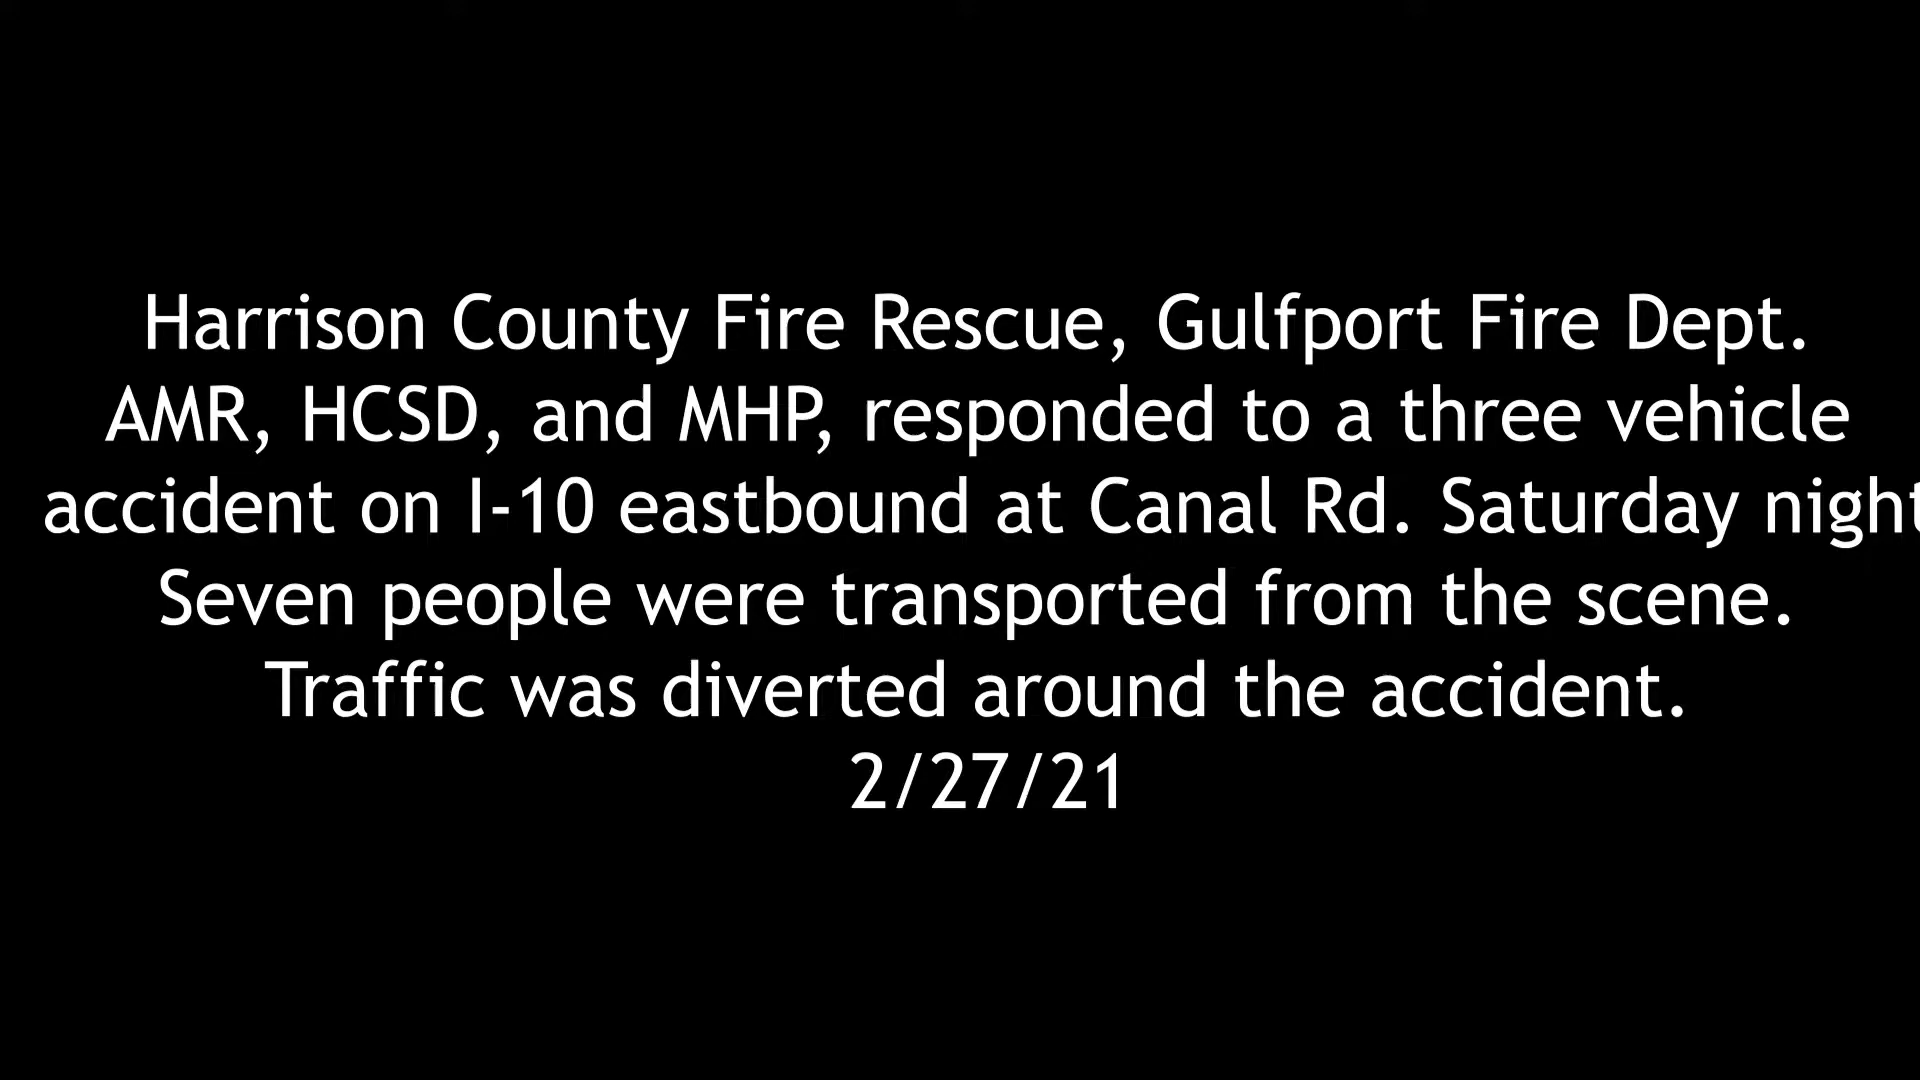 Harrison County Fire Rescue, Gulfport Fire Dept.
AMR, HCSD, and MHP, responded to a three vehicle
accident on I-10 eastbound at Canal Rd. Saturday night
Seven people were transported from the scene.
Traffic was diverted around the accident.
2/27/21